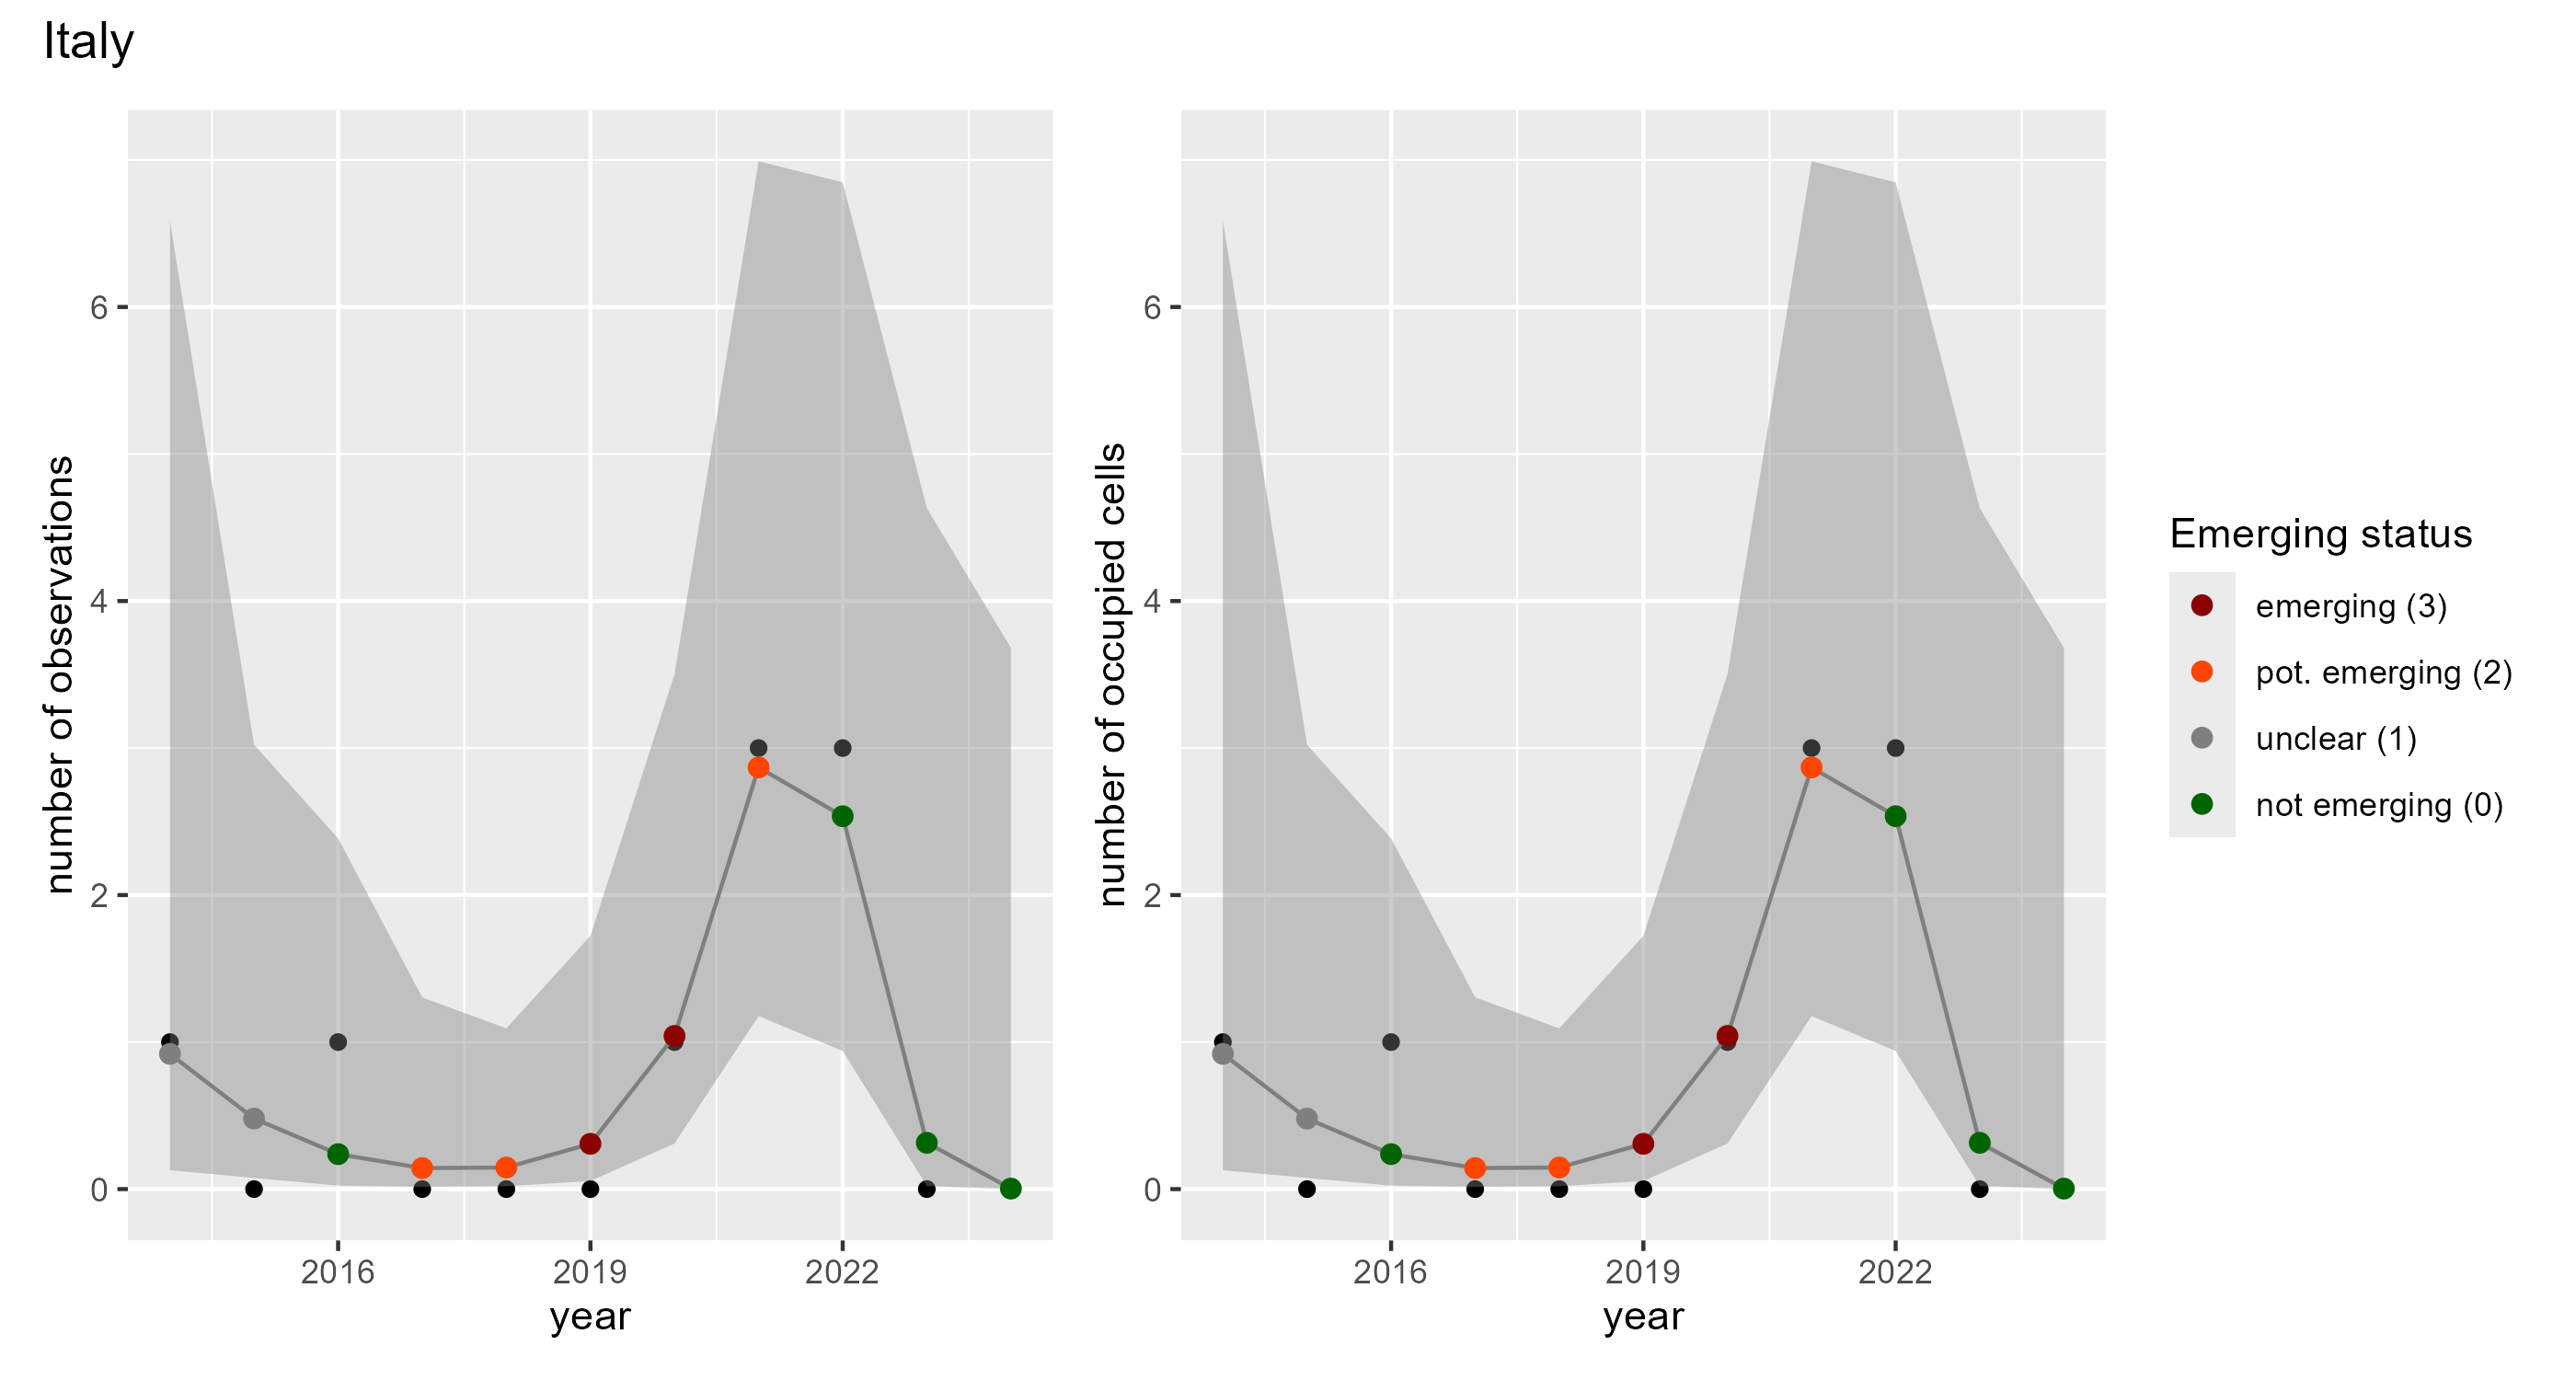 Italy
number of observations
6
4
2
0
2016 2019 2022
year
number of occupied cells
6
4
2
0
2016 2019 2022
year
Emerging status
emerging (3)
pot. emerging (2)
unclear (1)
not emerging (0)